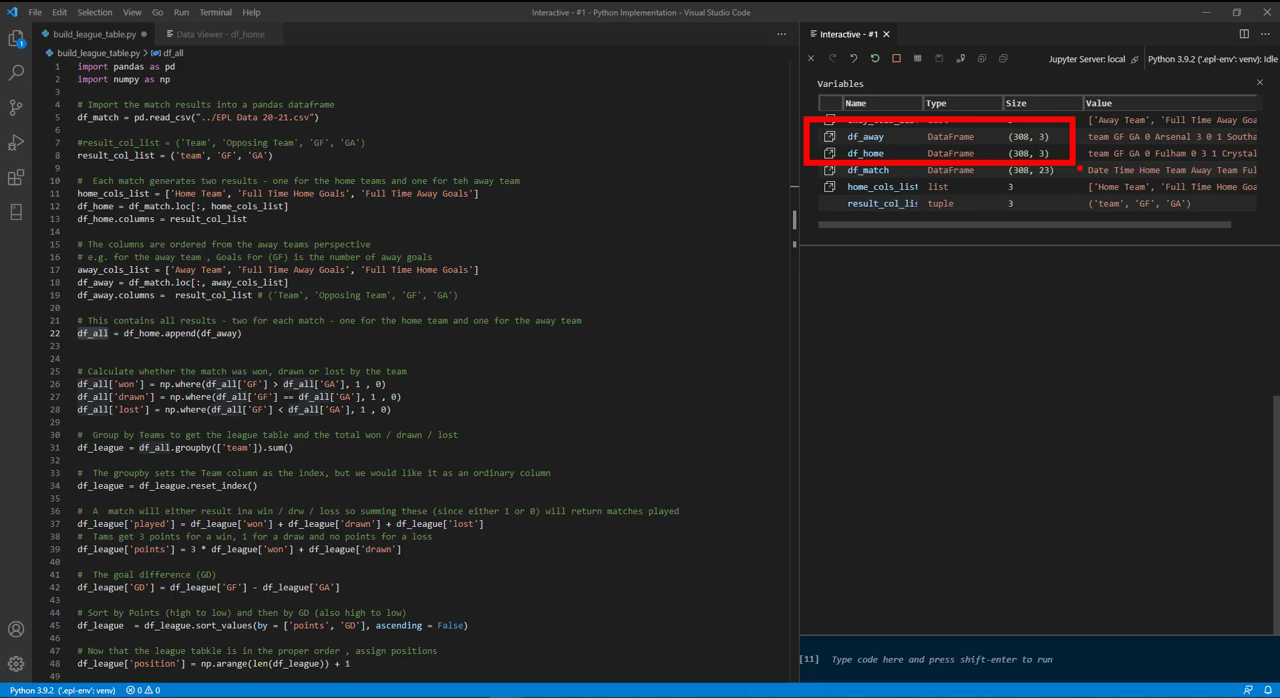 File Edit Selection View Go Run Terminal Help
Interactive - #1 - Python Implementation - Visual Studio Code
build_league_table.py
Data Viewer - df_home
build_league_table.py > df_all
1 import pandas as pd
2 import numpy as np
3
4 # Import the match results into a pandas dataframe
5 df_match = pd.read_csv("../EPL Data 20-21.csv")
6
7 #result_col_list = ('Team', 'Opposing Team', 'GF', 'GA')
8 result_col_list = ('team', 'GF', 'GA')
9
10 #  Each match generates two results - one for the home teams and one for teh away team
11 home_cols_list = ['Home Team', 'Full Time Home Goals', 'Full Time Away Goals']
12 df_home = df_match.loc[:, home_cols_list]
13 df_home.columns = result_col_list
14
15 # The columns are ordered from the away teams perspective
16 # e.g. for the away team , Goals For (GF) is the number of away goals
17 away_cols_list = ['Away Team', 'Full Time Away Goals', 'Full Time Home Goals']
18 df_away = df_match.loc[:, away_cols_list]
19 df_away.columns =  result_col_list # ('Team', 'Opposing Team', 'GF', 'GA')
20
21 # This contains all results - two for each match - one for the home team and one for the away team
22 df_all = df_home.append(df_away)
23
24
25 # Calculate whether the match was won, drawn or lost by the team
26 df_all['won'] = np.where(df_all['GF'] > df_all['GA'], 1 , 0)
27 df_all['drawn'] = np.where(df_all['GF'] == df_all['GA'], 1 , 0)
28 df_all['lost'] = np.where(df_all['GF'] < df_all['GA'], 1 , 0)
29
30 #  Group by Teams to get the league table and the total won / drawn / lost
31 df_league = df_all.groupby(['team']).sum()
32
33 #  The groupby sets the Team column as the index, but we would like it as an ordinary column
34 df_league = df_league.reset_index()
35
36 #  A  match will either result ina win / drw / loss so summing these (since either 1 or 0) will return matches played
37 df_league['played'] = df_league['won'] + df_league['drawn'] + df_league['lost']
38 # Tams get 3 points for a win, 1 for a draw and no points for a loss
39 df_league['points'] = 3 * df_league['won'] + df_league['drawn']
40
41 #  The goal difference (GD)
42 df_league['GD'] = df_league['GF'] - df_league['GA']
43
44 # Sort by Points (high to low) and then by GD (also high to low)
45 df_league  = df_league.sort_values(by = ['points', 'GD'], ascending = False)
46
47 # Now that the league tabkle is in the proper order , assign positions
48 df_league['position'] = np.arange(len(df_league)) + 1
49
Interactive - #1
Jupyter Server: local Python 3.9.2 ('.epl-env': venv): Idle
Variables
Name Type Size Value
['Away Team', 'Full Time Away Goa
df_away DataFrame (308, 3) team GF GA 0 Arsenal 3 0 1 Southa
df_home DataFrame (308, 3) team GF GA 0 Fulham 0 3 1 Crystal
df_match DataFrame (308, 23) Date Time Home Team Away Team Ful
home_cols_list list 3 ['Home Team', 'Full Time Home Goa
result_col_lis tuple 3 ('team', 'GF', 'GA')
[11] Type code here and press shift-enter to run
1
Python 3.9.2 ('.epl-env': venv) 0 0